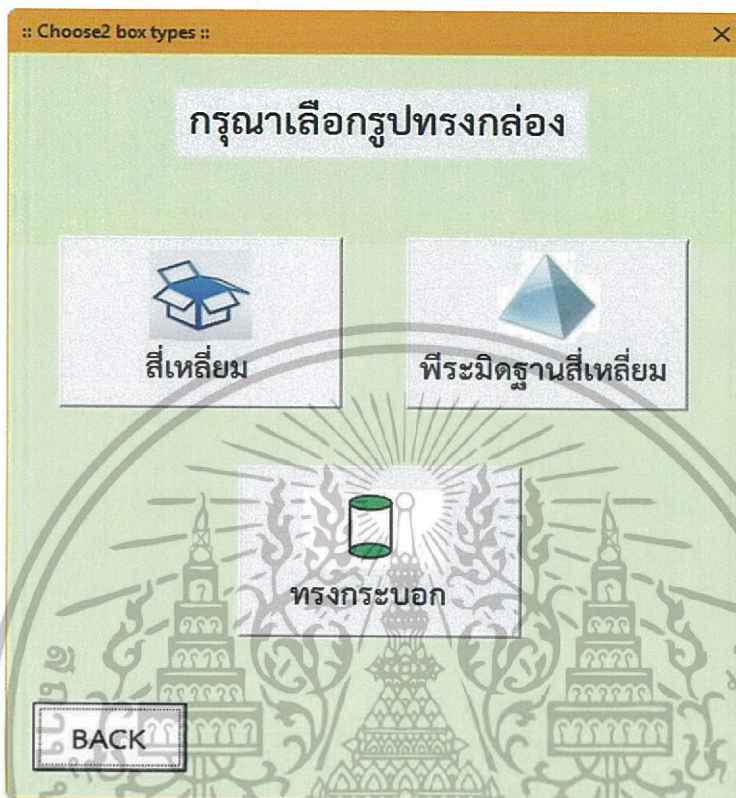 :: Choose2 box types ::
กรุณาเลือกรูปทรงกล่อง
สี่เหลี่ยม
พีระมิดฐานสี่เหลี่ยม
ทรงกระบอก
BACK